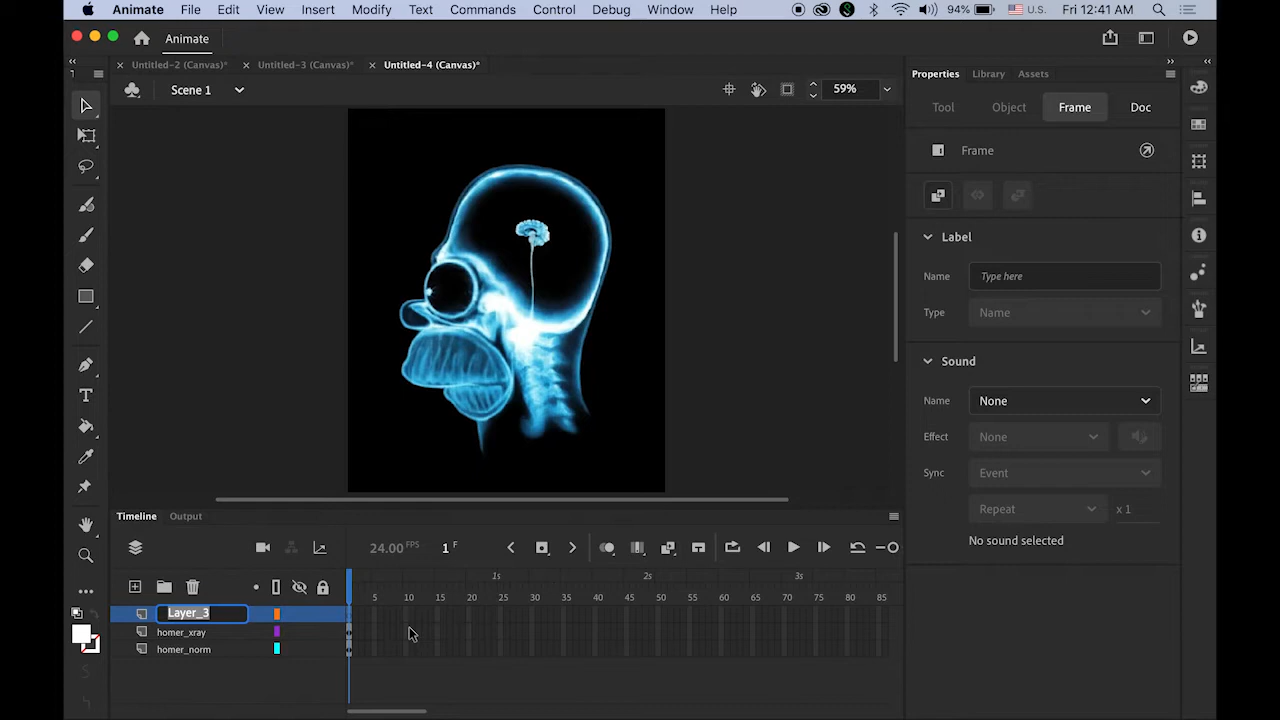 Animate File Edit View Insert Modify Text Commands Control Debug Window Help 94% U.S. Fri 12:41 AM
Animate
Untitled-2 (Canvas)* Untitled-3 (Canvas)* Untitled-4 (Canvas)*
Scene 1 59%
Properties Library Assets
Tool Object Frame Doc
Frame
Label
Name Type here
Type Name
Sound
Name None
Effect None
Sync Event
Repeat x 1
No sound selected
Timeline Output
24.00 FPS 1 F
1s 2s 3s
5 10 15 20 25 30 35 40 45 50 55 60 65 70 75 80 85
Layer_3
homer_xray
homer_norm